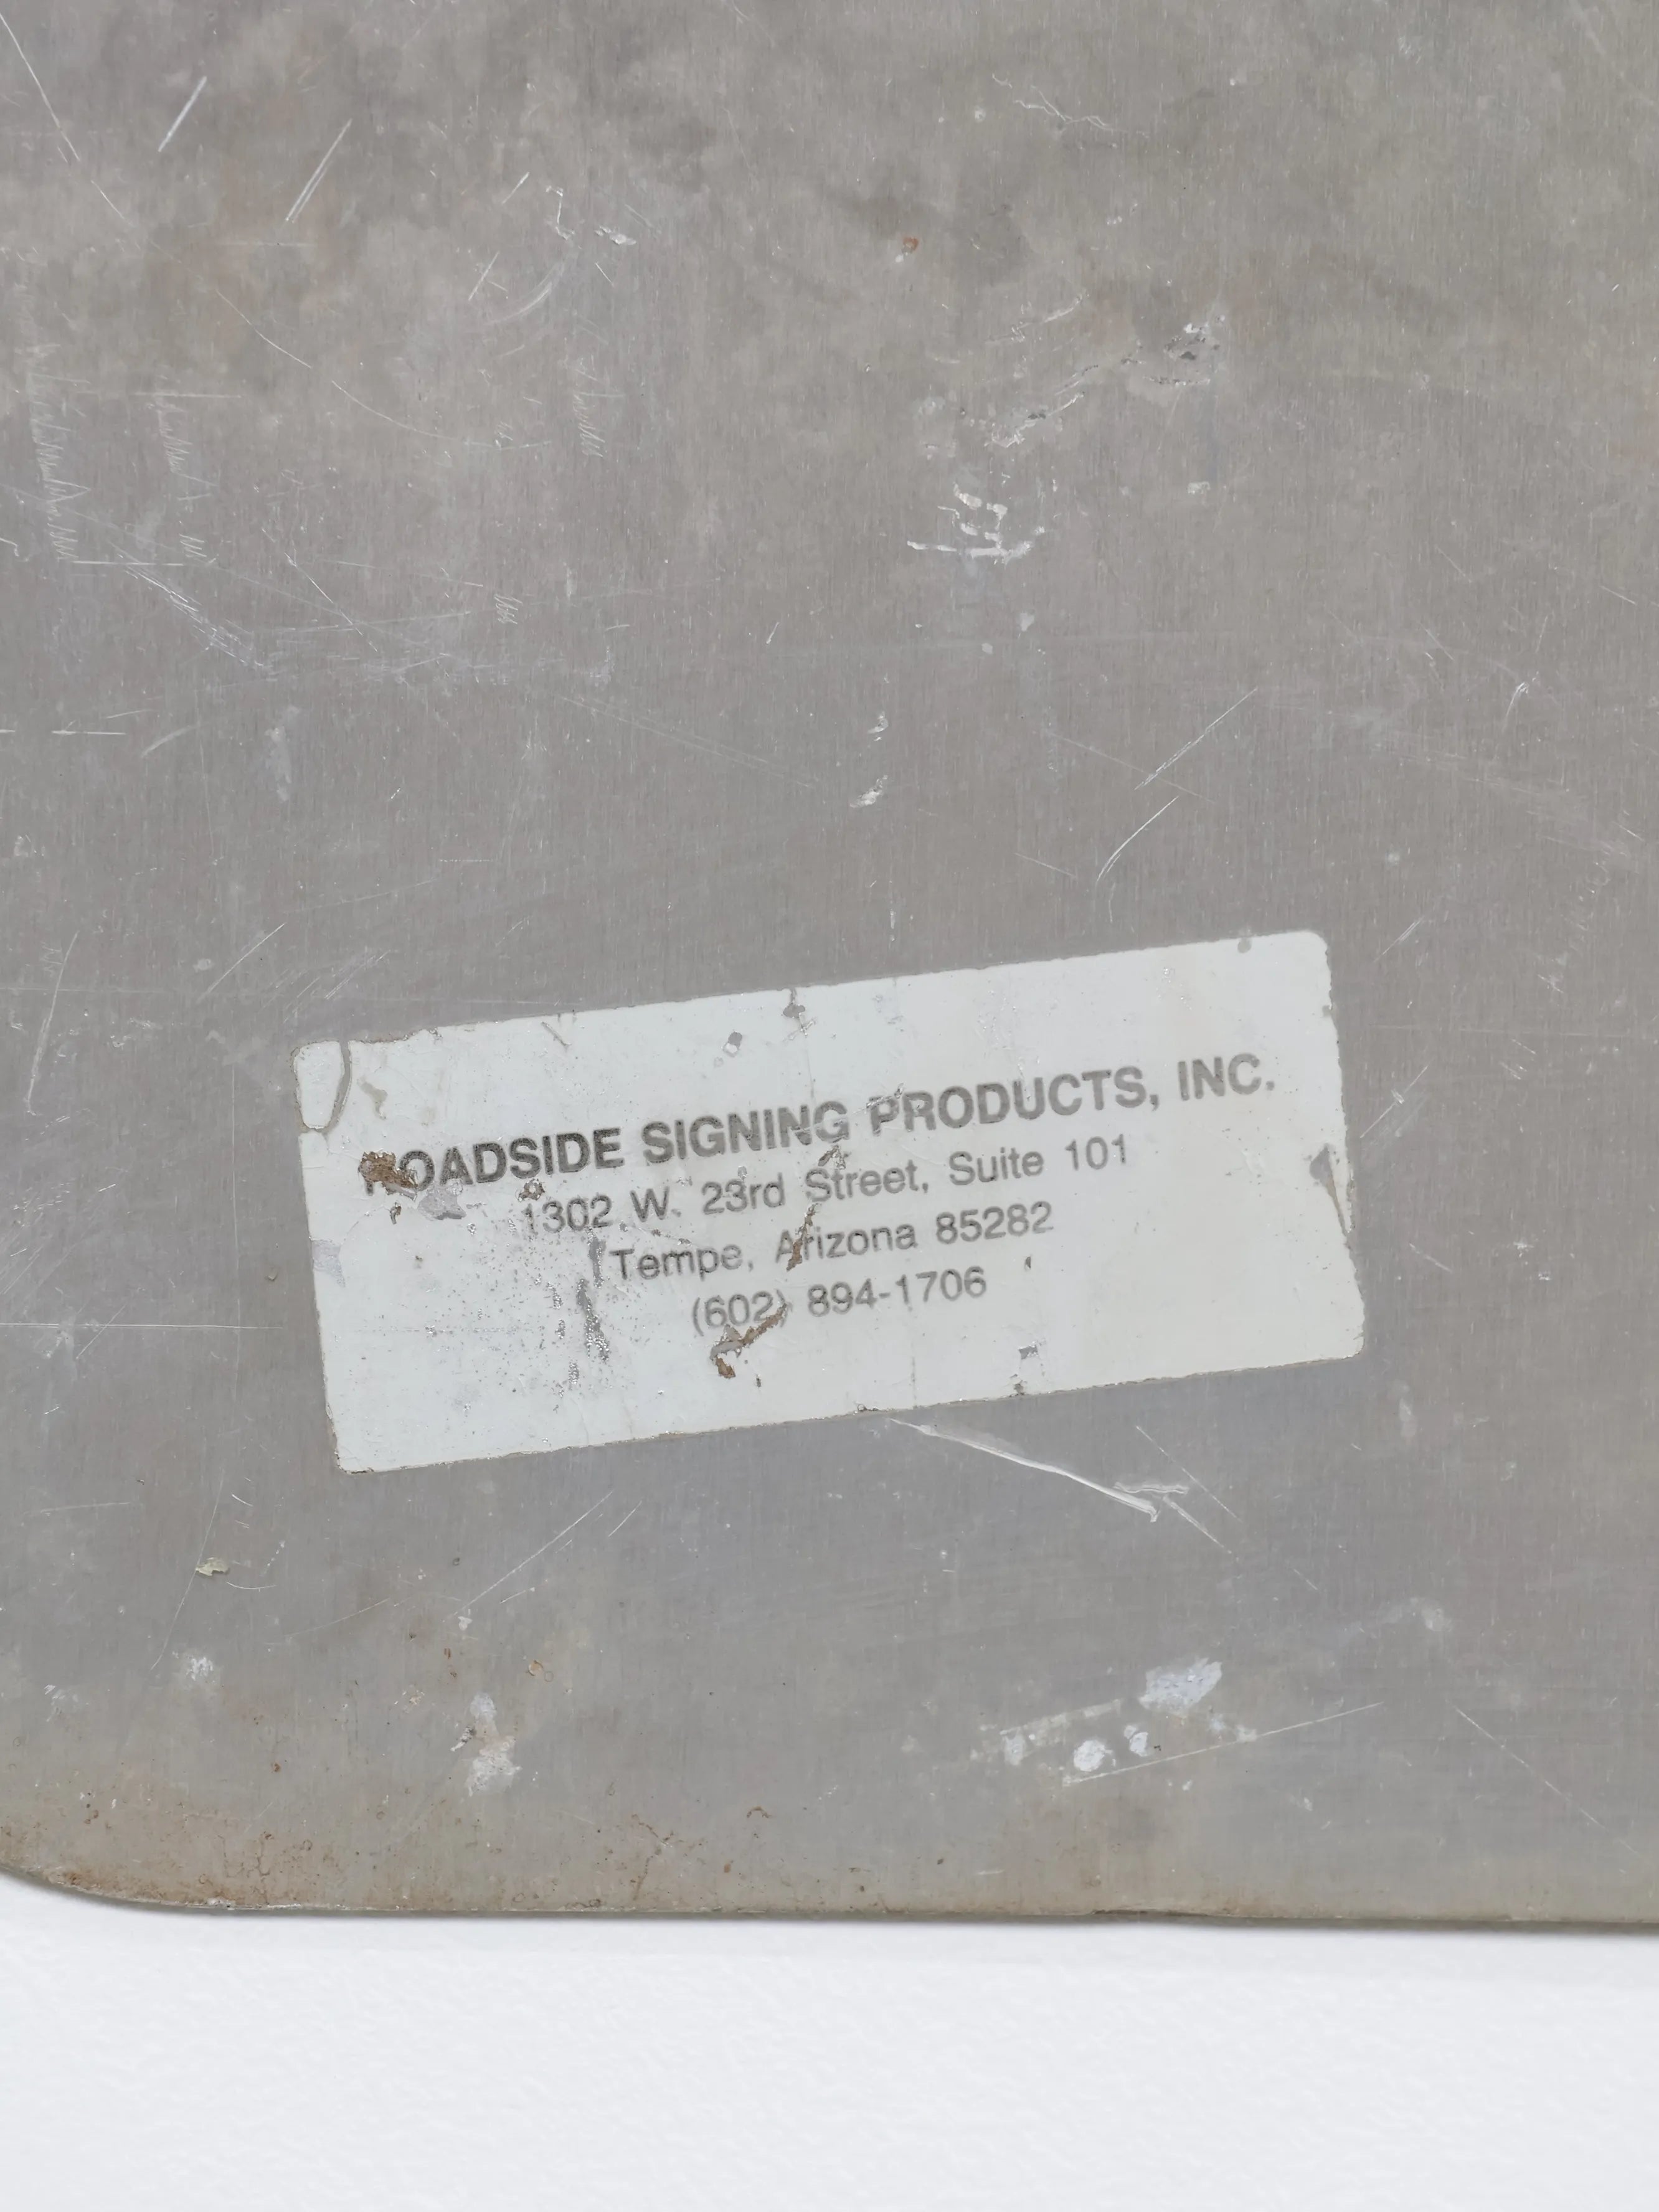 ROADSIDE SIGNING PRODUCTS, INC.
1302 W. 23rd Street, Suite 101
Tempe, Arizona 85282
(602) 894-1706